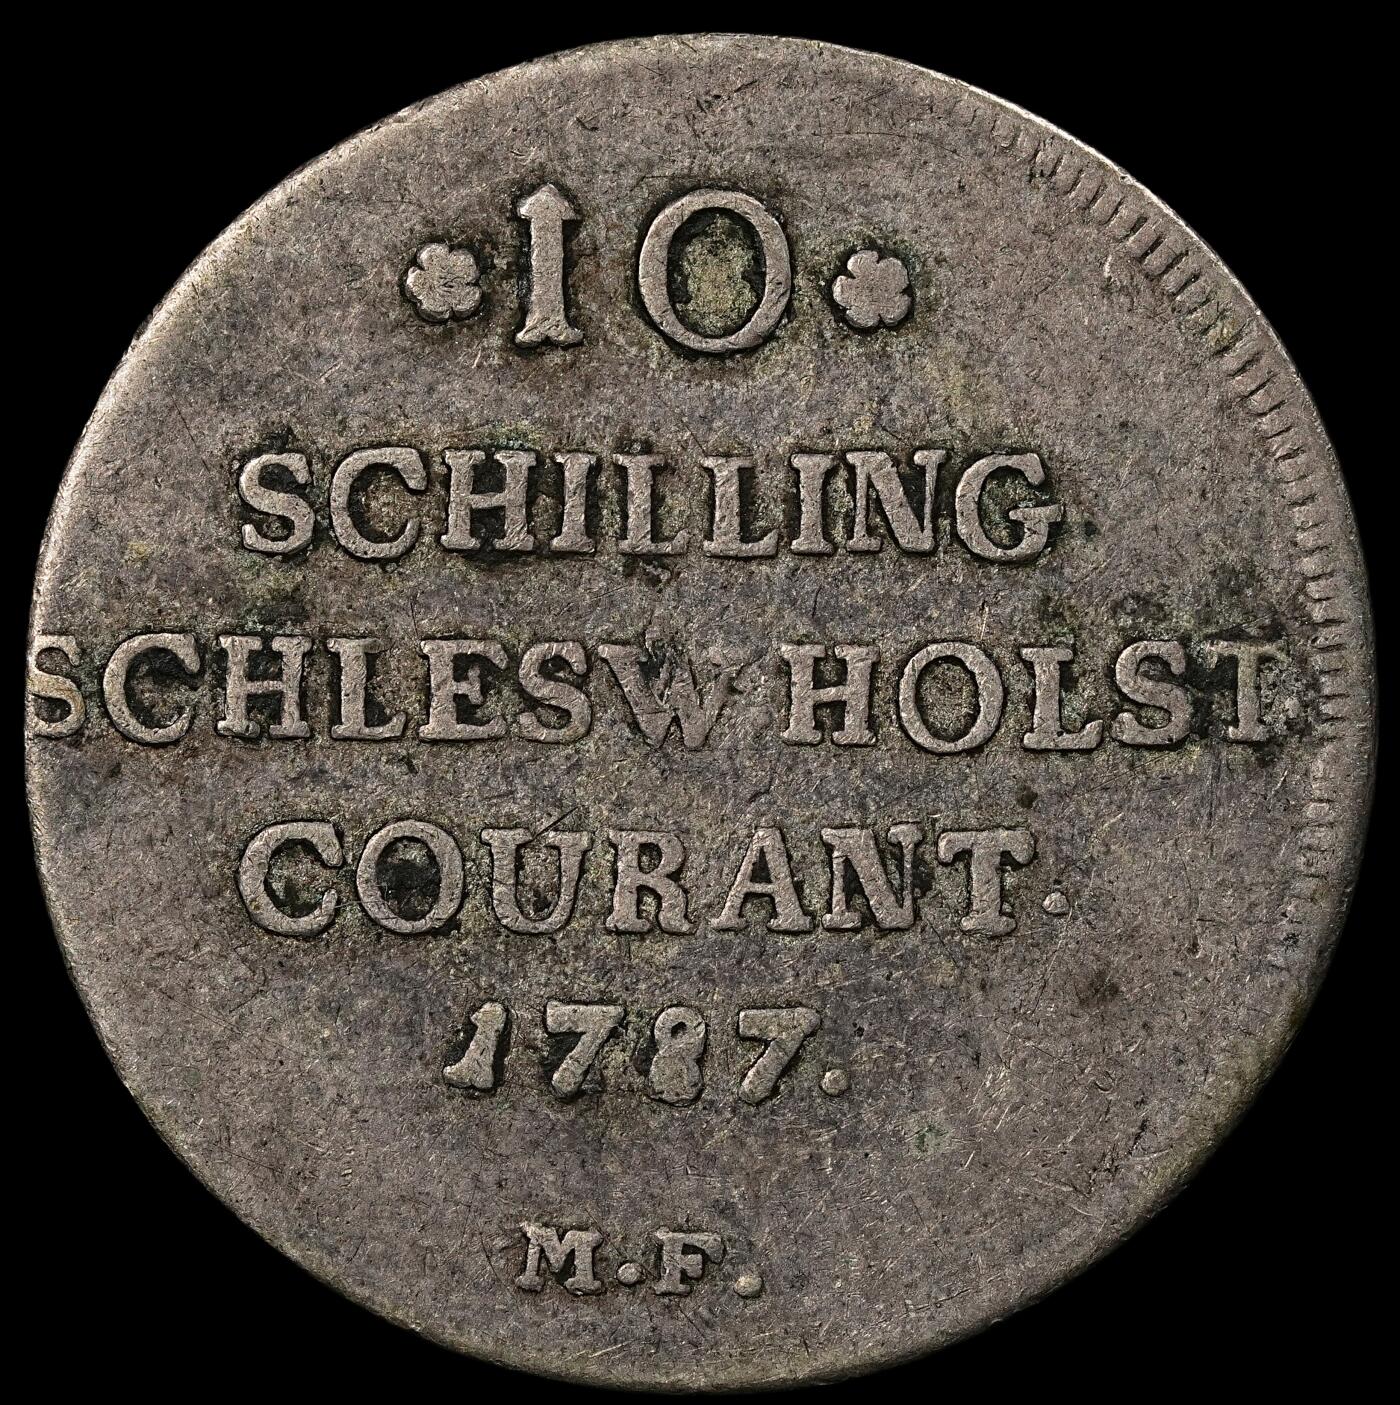 10
SCHILLING
SCHLESW HOLST.
COURANT.
1787.
M.F.